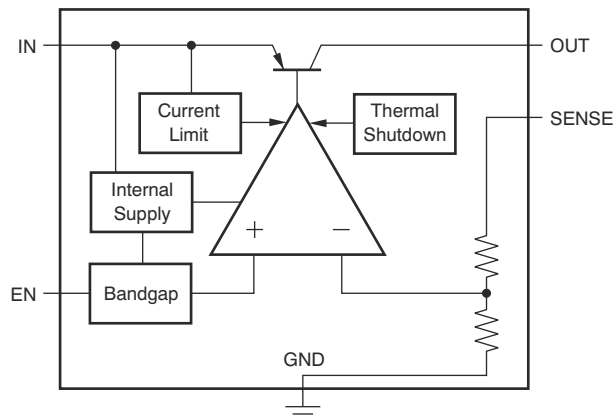 IN
OUT
Current
Limit
Thermal
Shutdown
SENSE
Internal
Supply
+
−
EN
Bandgap
GND